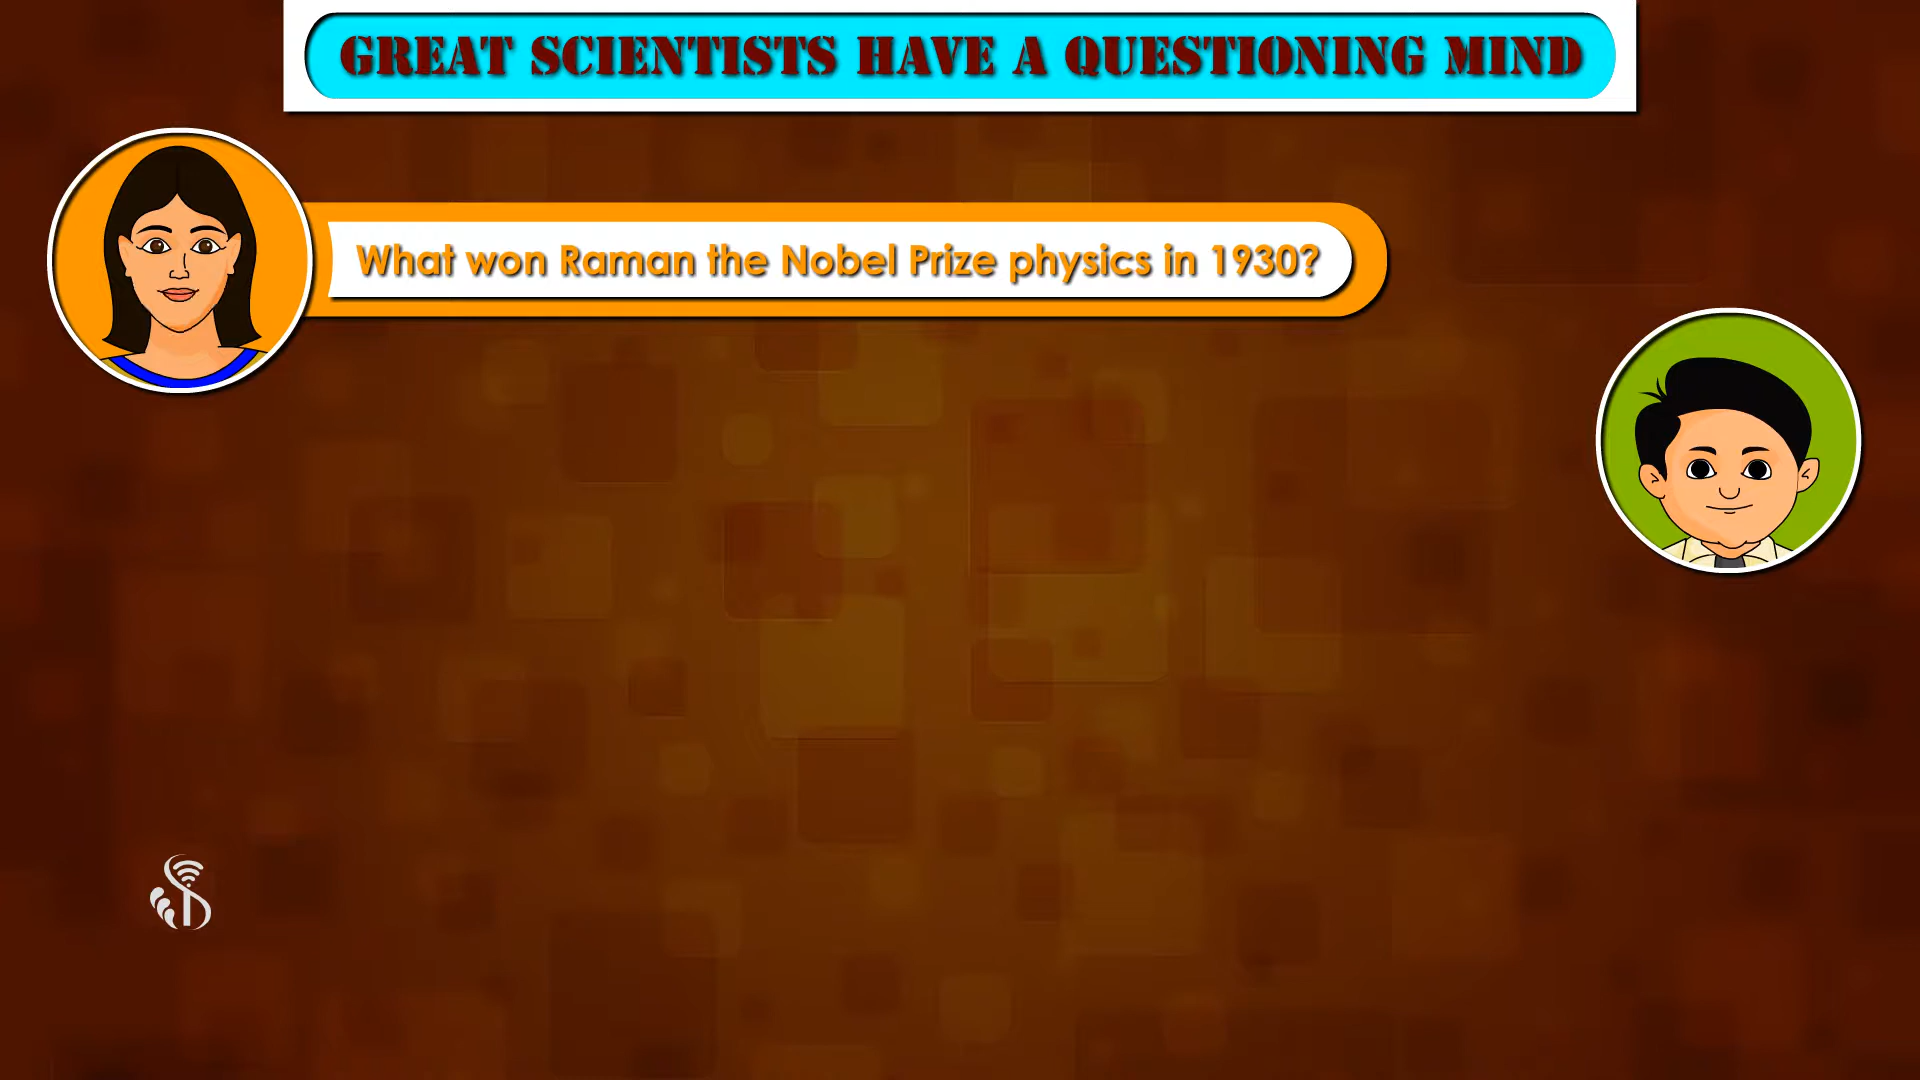 GREAT SCIENTISTS HAVE A QUESTIONING MIND
What won Raman the Nobel Prize physics in 1930?